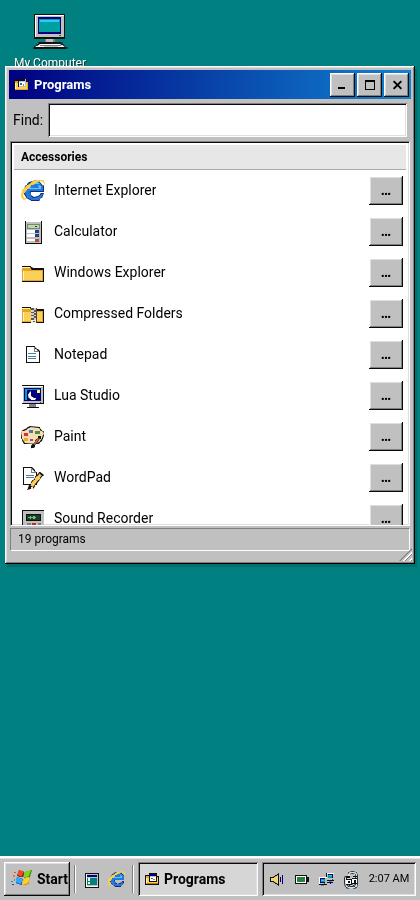 My Computer
Programs
Find:
Accessories
Internet Explorer
...
Calculator
...
Windows Explorer
...
Compressed Folders
...
Notepad
...
Lua Studio
...
Paint
...
WordPad
...
Sound Recorder
...
19 programs
Start
Programs
2:07 AM